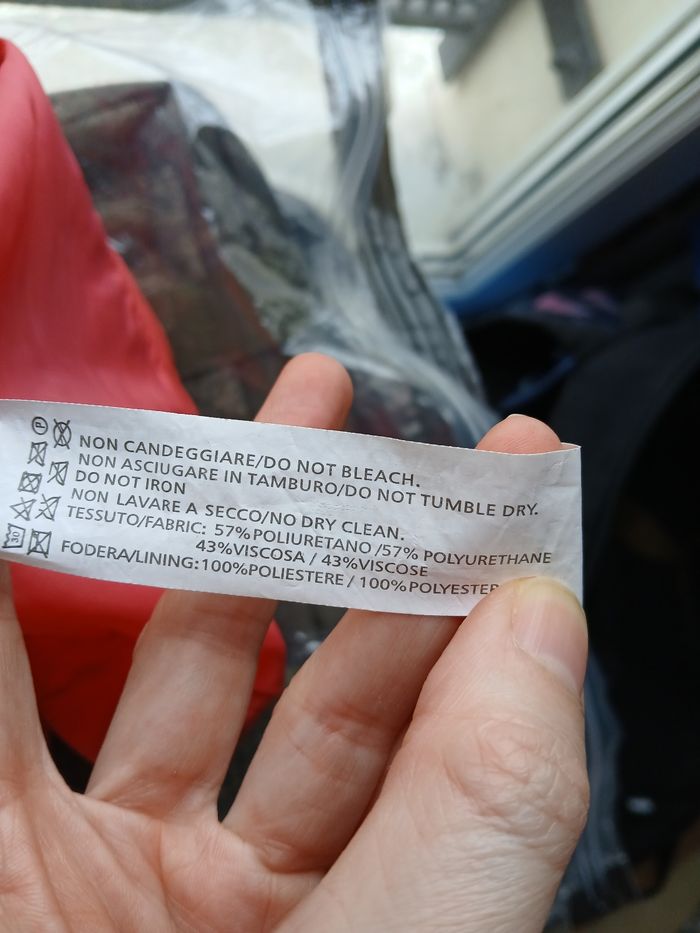 NON CANDEGGIARE/DO NOT BLEACH.
NON ASCIUGARE IN TAMBURO/DO NOT TUMBLE DRY.
DO NOT IRON
NON LAVARE A SECCO/NO DRY CLEAN.
TESSUTO/FABRIC: 57%POLIURETANO /57% POLYURETHANE
43%VISCOSA / 43%VISCOSE
FODERA/LINING:100%POLIESTERE / 100%POLYESTER
P
30